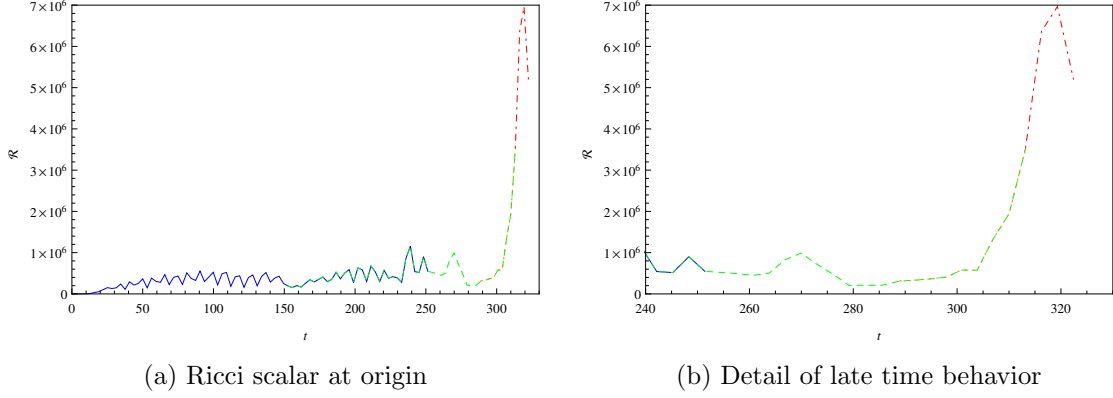 7×10⁶
6×10⁶
5×10⁶
4×10⁶
3×10⁶
2×10⁶
1×10⁶
0
ℛ
0 50 100 150 200 250 300
t
(a) Ricci scalar at origin
7×10⁶
6×10⁶
5×10⁶
4×10⁶
3×10⁶
2×10⁶
1×10⁶
0
ℛ
240 260 280 300 320
t
(b) Detail of late time behavior